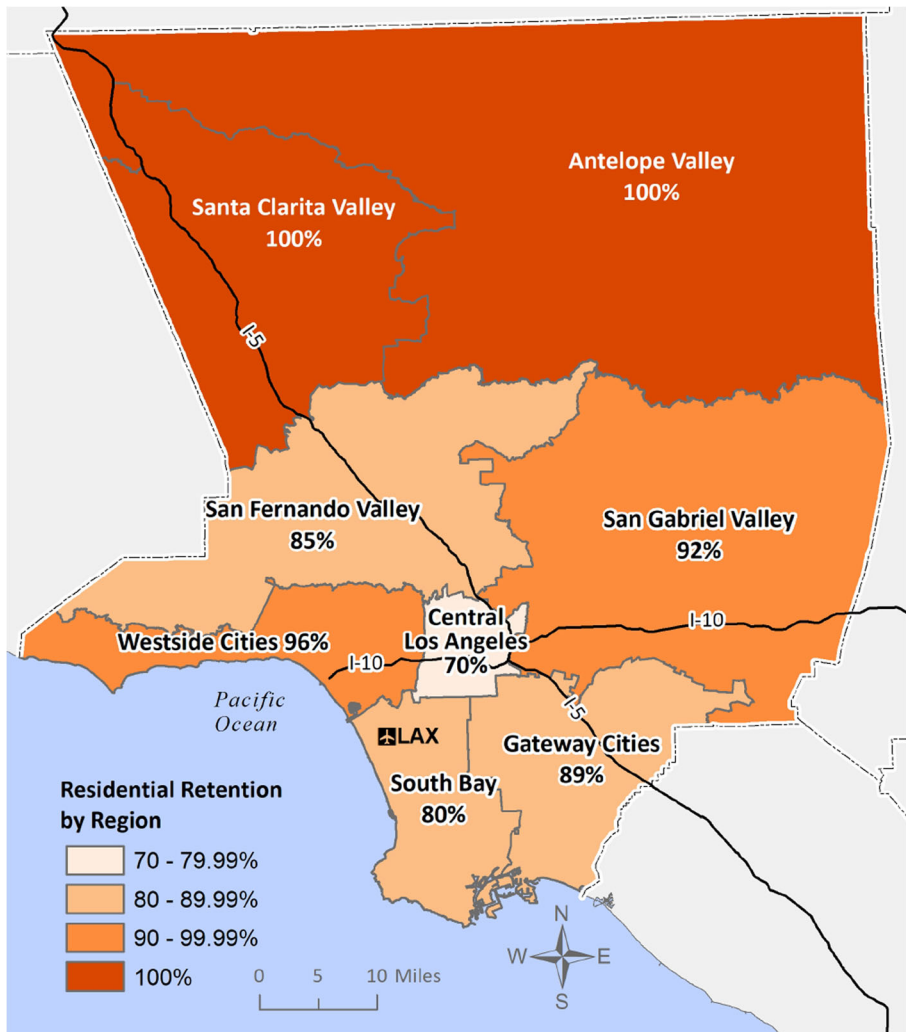 Antelope Valley
100%
Santa Clarita Valley
100%
I-5
San Fernando Valley
85%
San Gabriel Valley
92%
Central
Los Angeles
70%
Westside Cities 96%
I-10
I-10
Pacific
Ocean
I-5
LAX
Gateway Cities
89%
South Bay
80%
Residential Retention
by Region
70 - 79.99%
80 - 89.99%
90 - 99.99%
100%
0 5 10 Miles
N
W E
S